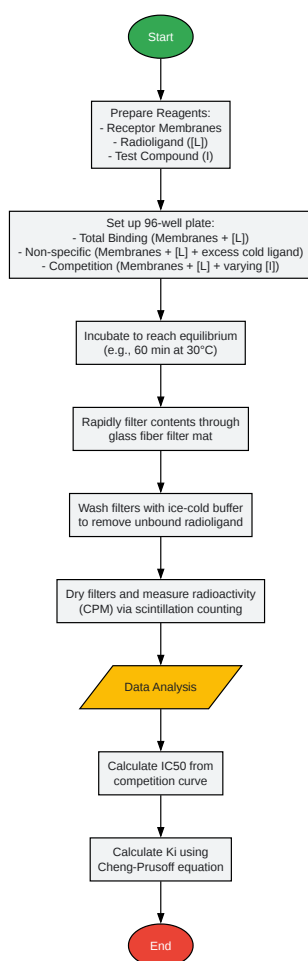 Start
Prepare Reagents:
- Receptor Membranes
- Radioligand ([L])
- Test Compound (I)
Set up 96-well plate:
- Total Binding (Membranes + [L])
- Non-specific (Membranes + [L] + excess cold ligand)
- Competition (Membranes + [L] + varying [I])
Incubate to reach equilibrium
(e.g., 60 min at 30°C)
Rapidly filter contents through
glass fiber filter mat
Wash filters with ice-cold buffer
to remove unbound radioligand
Dry filters and measure radioactivity
(CPM) via scintillation counting
Data Analysis
Calculate IC50 from
competition curve
Calculate Ki using
Cheng-Prusoff equation
End